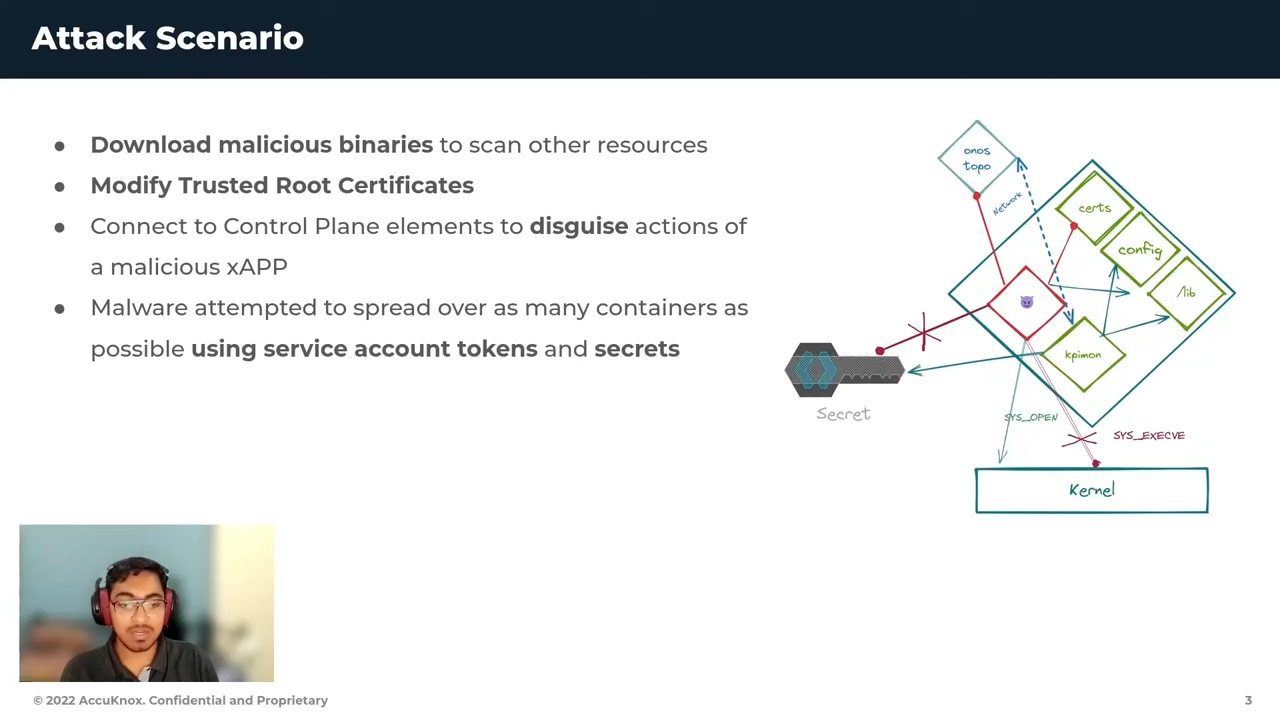 Attack Scenario
● Download malicious binaries to scan other resources
● Modify Trusted Root Certificates
● Connect to Control Plane elements to disguise actions of
a malicious xAPP
● Malware attempted to spread over as many containers as
possible using service account tokens and secrets
onos
topo
Network
certs
config
/lib
kpimon
Secret
SYS_OPEN
SYS_EXECVE
Kernel
© 2022 AccuKnox. Confidential and Proprietary
3